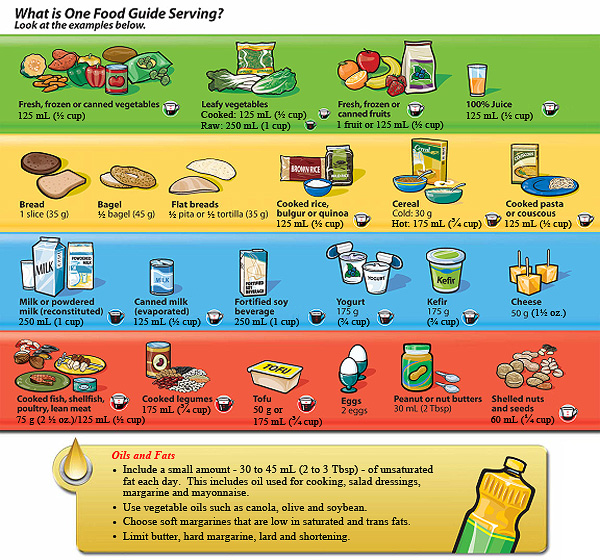 What is One Food Guide Serving?
Look at the examples below.
Fresh, frozen or canned vegetables
125 mL (½ cup)
Leafy vegetables
Cooked: 125 mL (½ cup)
Raw: 250 mL (1 cup)
Fresh, frozen or
canned fruits
1 fruit or 125 mL (½ cup)
100% Juice
125 mL (½ cup)
BROWN RICE
Cereal
COUSCOUS
Bread
1 slice (35 g)
Bagel
½ bagel (45 g)
Flat breads
½ pita or ½ tortilla (35 g)
Cooked rice,
bulgur or quinoa
125 mL (½ cup)
Cereal
Cold: 30 g
Hot: 175 mL (¾ cup)
Cooked pasta
or couscous
125 mL (½ cup)
MILK
POWDERED
MILK
MILK
FORTIFIED SOY
BEVERAGE
YOGURT
Kefir
Milk or powdered
milk (reconstituted)
250 mL (1 cup)
Canned milk
(evaporated)
125 mL (½ cup)
Fortified soy
beverage
250 mL (1 cup)
Yogurt
175 g
(¾ cup)
Kefir
175 g
(¾ cup)
Cheese
50 g (1½ oz.)
TOFU
Cooked fish, shellfish,
poultry, lean meat
75 g (2 ½ oz.)/125 mL (½ cup)
Cooked legumes
175 mL (¾ cup)
Tofu
50 g or
175 mL (¾ cup)
Eggs
2 eggs
Peanut or nut butters
30 mL (2 Tbsp)
Shelled nuts
and seeds
60 mL (¼ cup)
Oils and Fats
• Include a small amount - 30 to 45 mL (2 to 3 Tbsp) - of unsaturated
fat each day. This includes oil used for cooking, salad dressings,
margarine and mayonnaise.
• Use vegetable oils such as canola, olive and soybean.
• Choose soft margarines that are low in saturated and trans fats.
• Limit butter, hard margarine, lard and shortening.